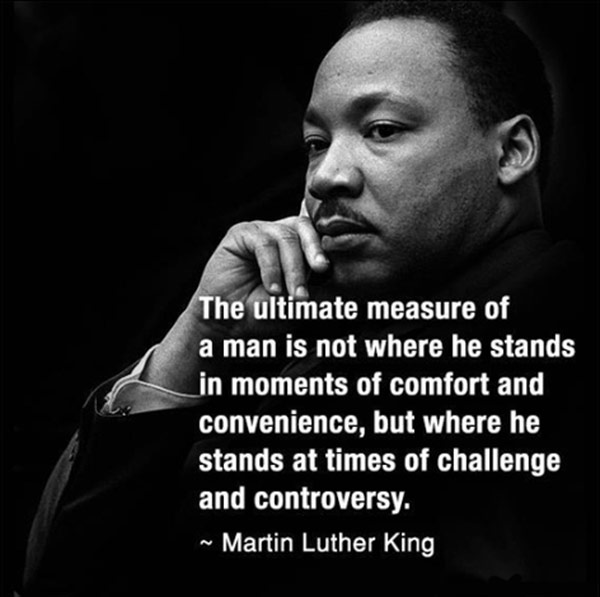 The ultimate measure of
a man is not where he stands
in moments of comfort and
convenience, but where he
stands at times of challenge
and controversy.
~ Martin Luther King